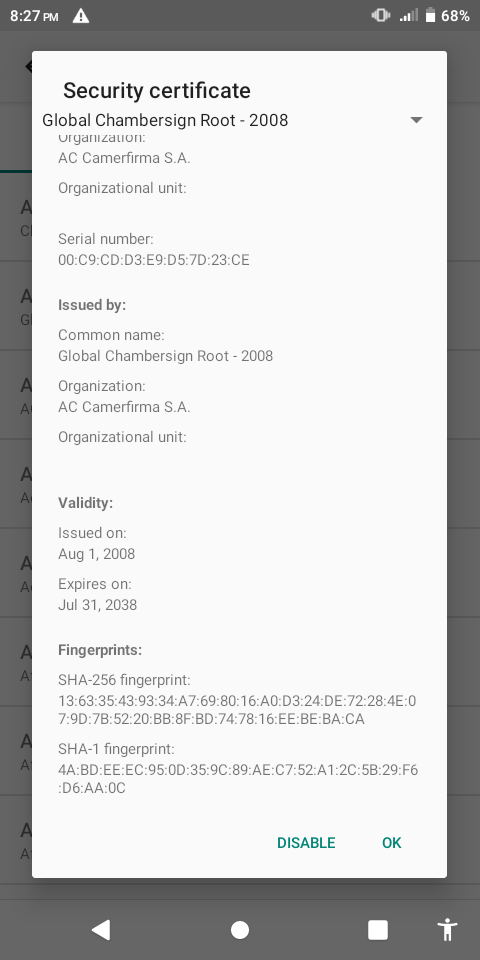 8:27 PM
68%
Security certificate
Global Chambersign Root - 2008
Organization:
AC Camerfirma S.A.
Organizational unit:
Serial number:
00:C9:CD:D3:E9:D5:7D:23:CE
Issued by:
Common name:
Global Chambersign Root - 2008
Organization:
AC Camerfirma S.A.
Organizational unit:
Validity:
Issued on:
Aug 1, 2008
Expires on:
Jul 31, 2038
Fingerprints:
SHA-256 fingerprint:
13:63:35:43:93:34:A7:69:80:16:A0:D3:24:DE:72:28:4E:0
7:9D:7B:52:20:BB:8F:BD:74:78:16:EE:BE:BA:CA
SHA-1 fingerprint:
4A:BD:EE:EC:95:0D:35:9C:89:AE:C7:52:A1:2C:5B:29:F6
:D6:AA:0C
DISABLE
OK